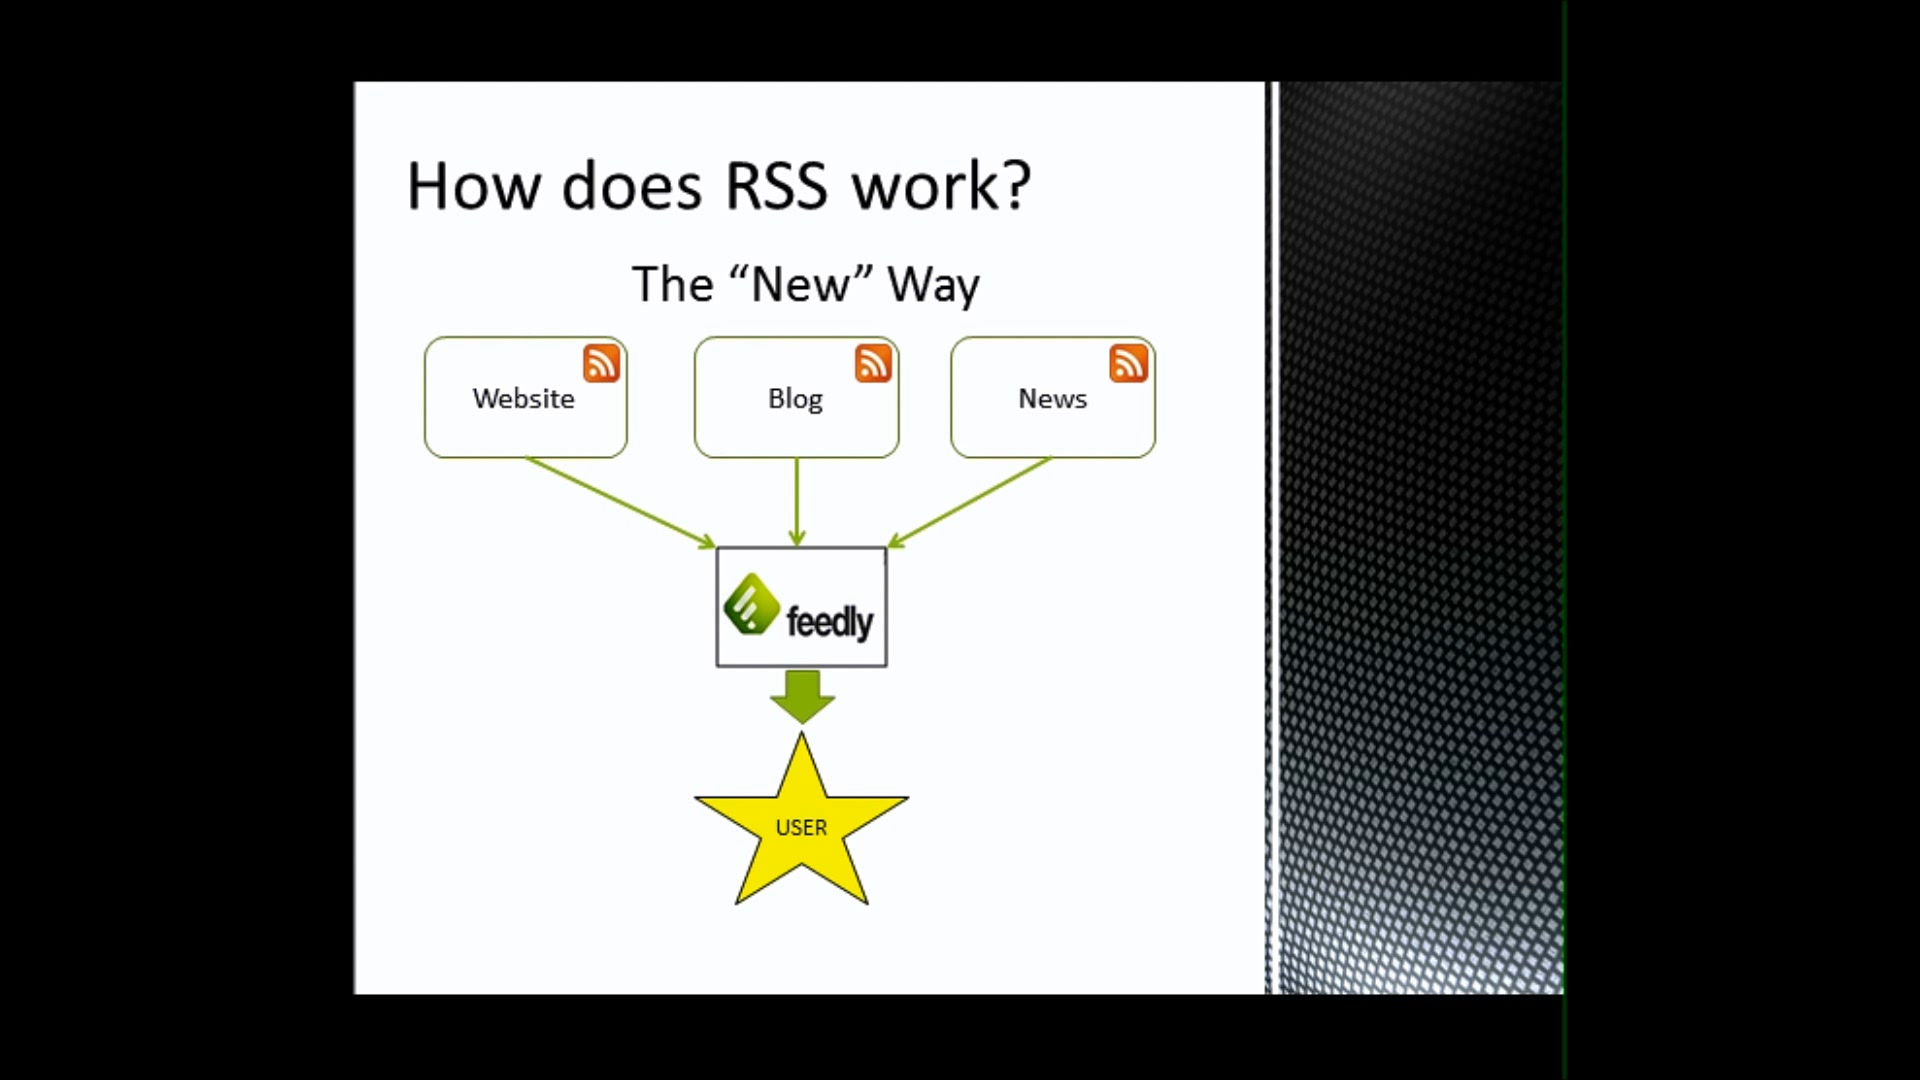 How does RSS work?
The “New” Way
Website
Blog
News
feedly
USER